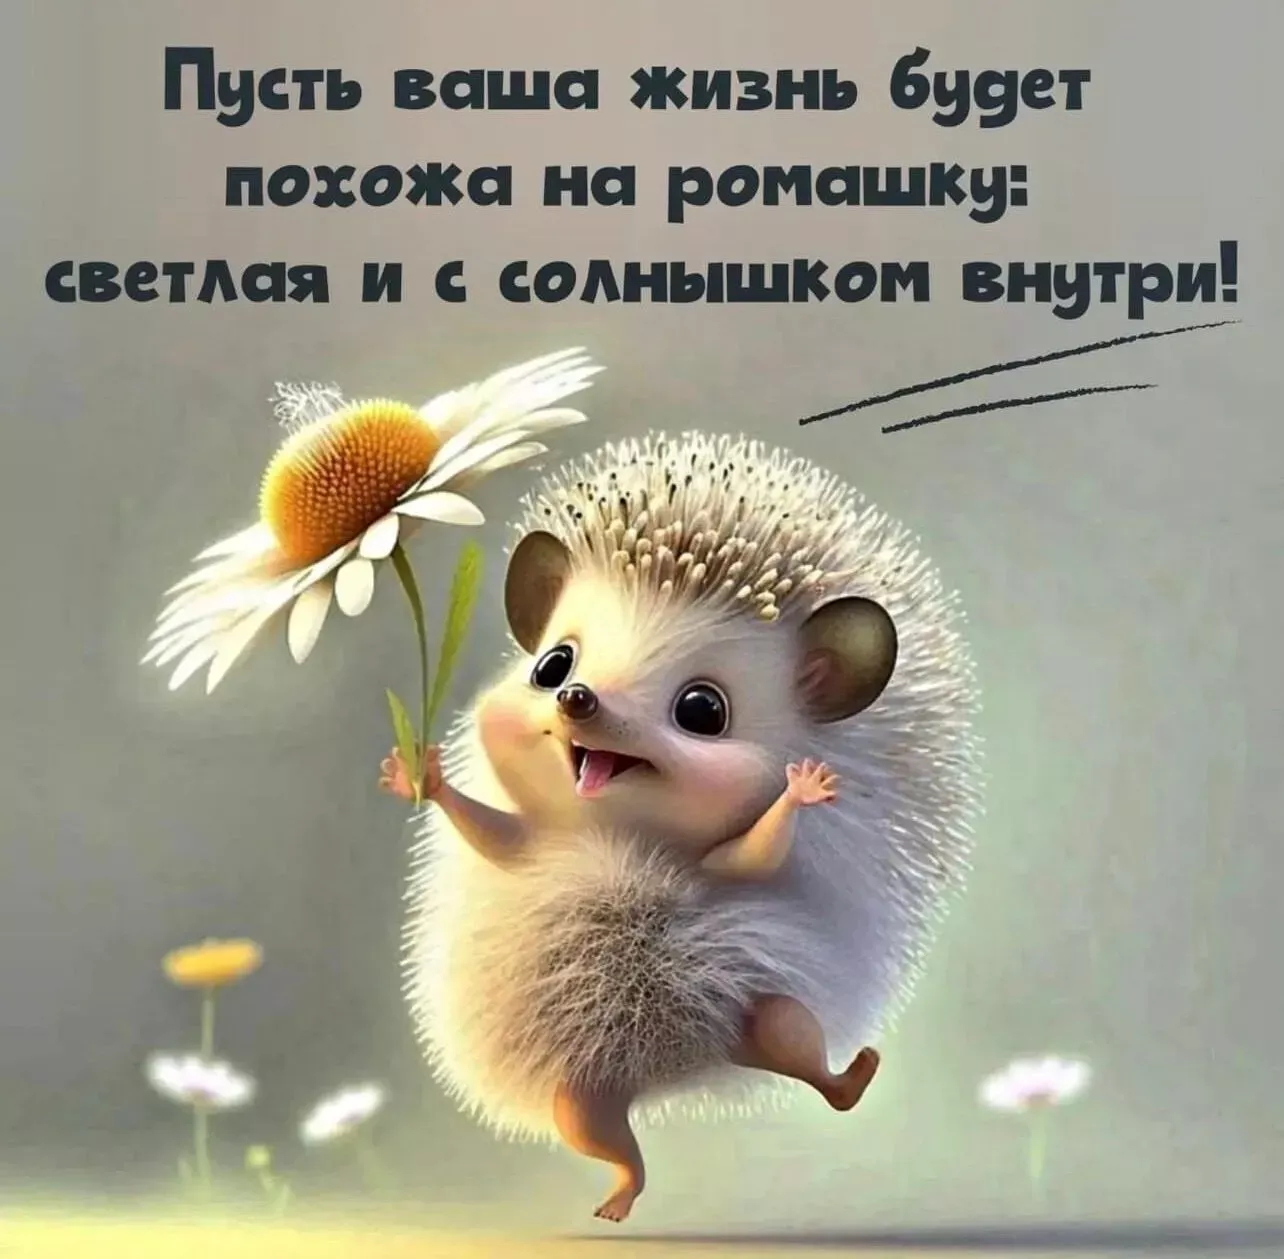 Пусть ваша жизнь будет
похожа на ромашку:
светлая и с солнышком внутри!